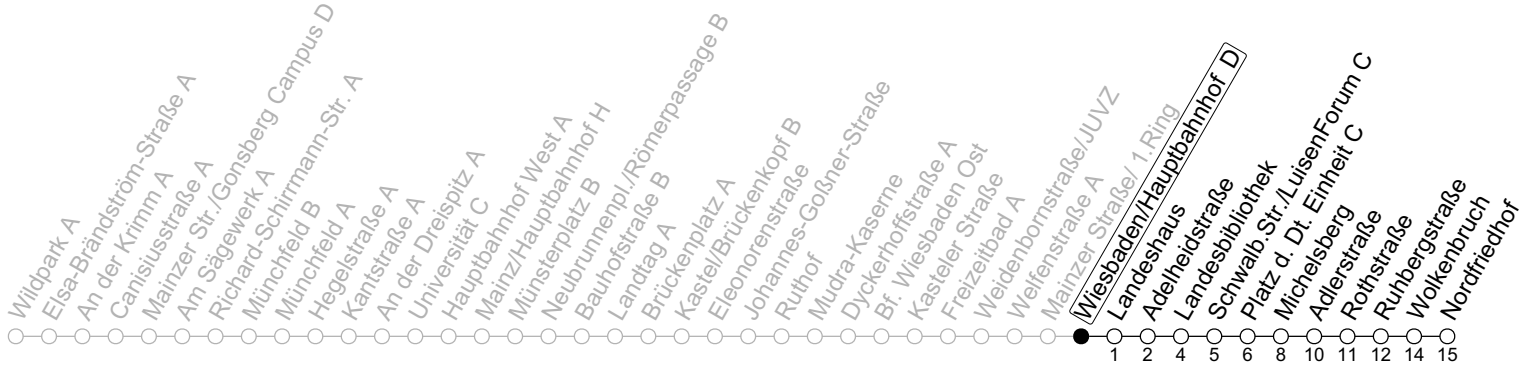 Wildpark A
Elsa-Brändström-Straße A
An der Krimm A
Canisiusstraße A
Mainzer Str./Gonsberg Campus D
Am Sägewerk A
Richard-Schirrmann-Str. A
Münchfeld B
Münchfeld A
Hegelstraße A
Kantstraße A
An der Dreispitz A
Universität C
Hauptbahnhof West A
Mainz/Hauptbahnhof H
Münsterplatz B
Neubrunnenpl./Römerpassage B
Bauhofstraße B
Landtag A
Brückenplatz A
Kastel/Brückenkopf B
Eleonorenstraße
Johannes-Goßner-Straße
Ruthof
Mudra-Kaserne
Dyckerhoffstraße A
Bf. Wiesbaden Ost
Kasteler Straße
Freizeitbad A
Weidenbornstraße/JUVZ
Welfenstraße A
Mainzer Straße/ 1.Ring
Wiesbaden/Hauptbahnhof D
Landeshaus
Adelheidstraße
Landesbibliothek
Schwalb.Str./LuisenForum C
Platz d. Dt. Einheit C
Michelsberg
Adlerstraße
Rothstraße
Ruhbergstraße
Wolkenbruch
Nordfriedhof
1 2 4 5 6 8 10 11 12 14 15